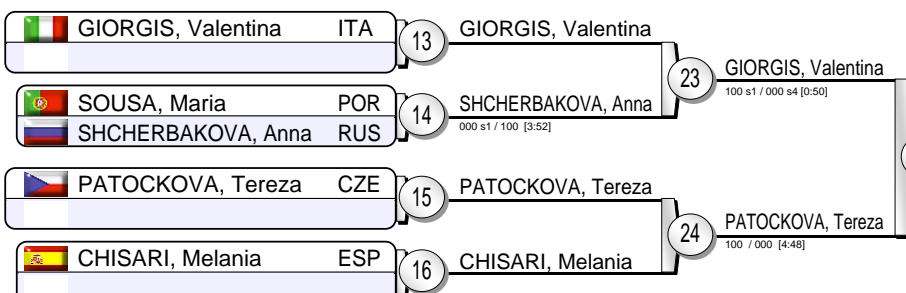 GIORGIS, Valentina ITA
13
GIORGIS, Valentina
SOUSA, Maria POR
SHCHERBAKOVA, Anna RUS
14
SHCHERBAKOVA, Anna
000 s1 / 100 [3:52]
23
GIORGIS, Valentina
100 s1 / 000 s4 [0:50]
PATOCKOVA, Tereza CZE
15
PATOCKOVA, Tereza
CHISARI, Melania ESP
16
CHISARI, Melania
24
PATOCKOVA, Tereza
100 / 000 [4:48]